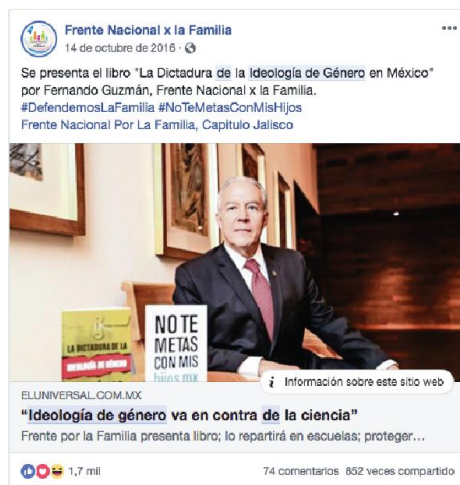 Frente Nacional x la Familia
14 de octubre de 2016 ·
Se presenta el libro "La Dictadura de la Ideología de Género en México"
por Fernando Guzmán, Frente Nacional x la Familia.
#DefendemosLaFamilia #NoTeMetasConMisHijos
Frente Nacional Por La Familia, Capitulo Jalisco
LA DICTADURA DE LA
IDEOLOGÍA DE GÉNERO
NO TE
METAS
CON MIS
hijos.mx
i Información sobre este sitio web
ELUNIVERSAL.COM.MX
“Ideología de género va en contra de la ciencia”
Frente por la Familia presenta libro; lo repartirá en escuelas; proteger...
1,7 mil
74 comentarios 852 veces compartido